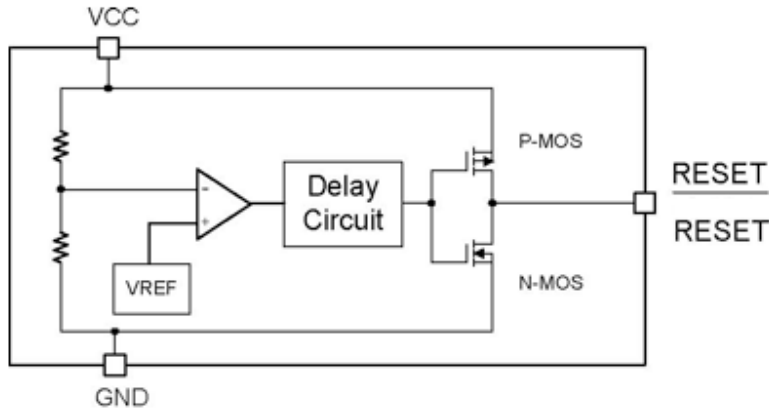 VCC
P-MOS
RESET
RESET
-
+
Delay
Circuit
VREF
N-MOS
GND